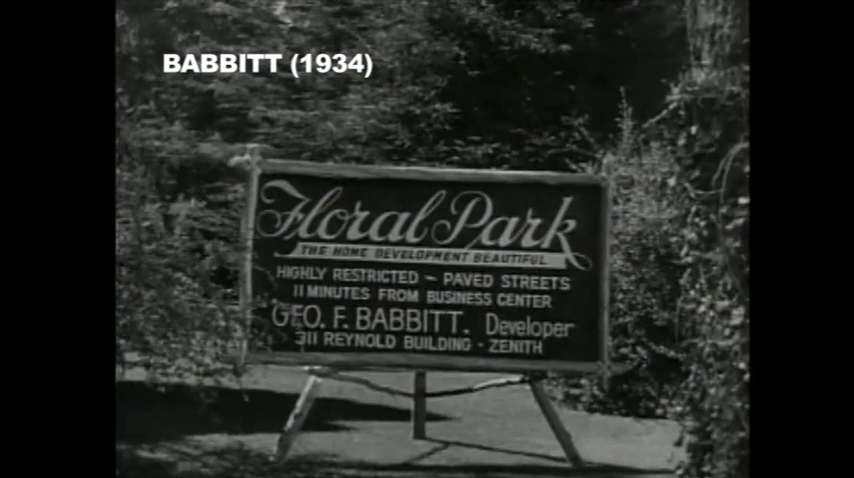 BABBITT (1934)
Floral Park
THE HOME DEVELOPMENT BEAUTIFUL
HIGHLY RESTRICTED - PAVED STREETS
11 MINUTES FROM BUSINESS CENTER
GEO. F. BABBITT. Developer
311 REYNOLD BUILDING - ZENITH